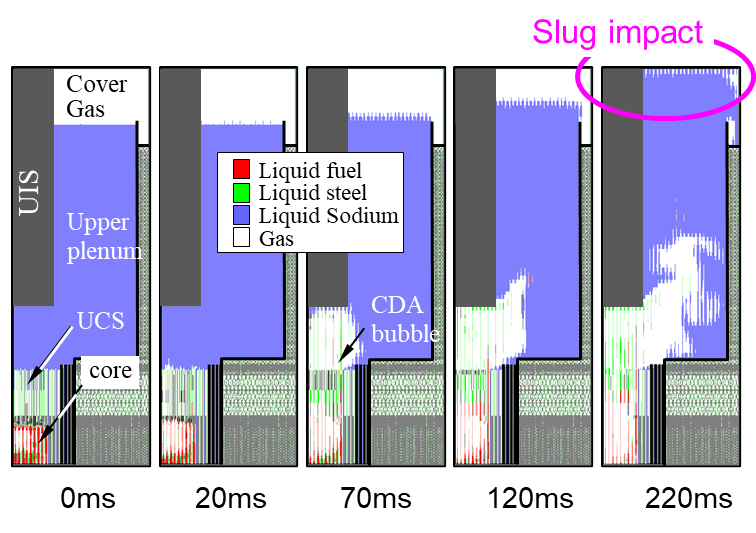 Slug impact
Cover
Gas
UIS
Upper
plenum
UCS
core
Liquid fuel
Liquid steel
Liquid Sodium
Gas
CDA
bubble
0ms
20ms
70ms
120ms
220ms